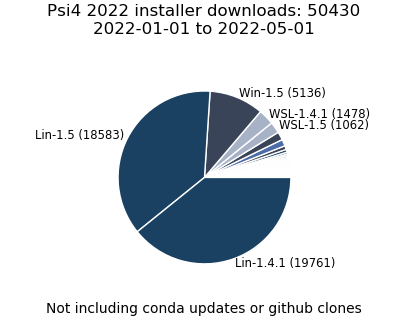 Psi4 2022 installer downloads: 50430
2022-01-01 to 2022-05-01
Win-1.5 (5136)
WSL-1.4.1 (1478)
WSL-1.5 (1062)
Lin-1.5 (18583)
Lin-1.4.1 (19761)
Not including conda updates or github clones